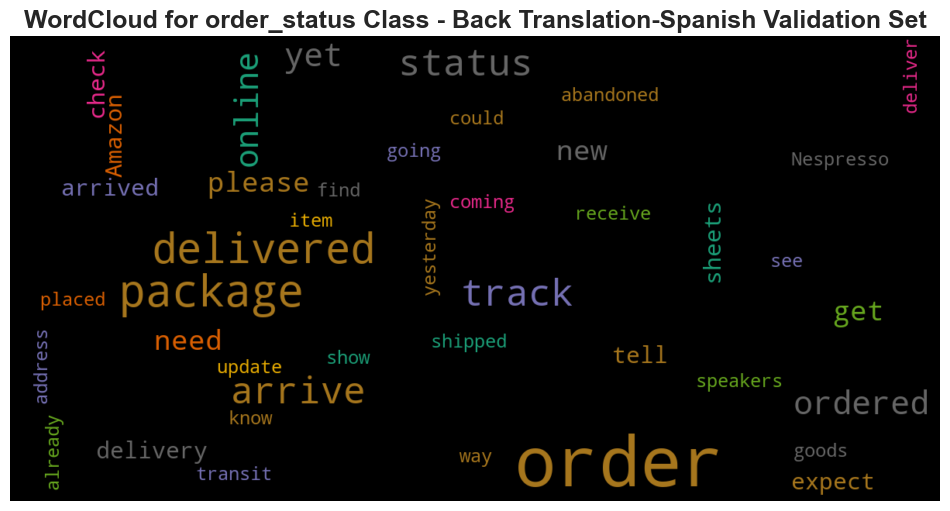 WordCloud for order_status Class - Back Translation-Spanish Validation Set
check
Amazon
online
yet
status
abandoned
deliver
could
going
new
Nespresso
arrived
please
find
coming
item
yesterday
receive
sheets
delivered
see
package
track
placed
get
need
address
update
show
shipped
tell
speakers
arrive
know
ordered
already
delivery
transit
way
order
goods
expect